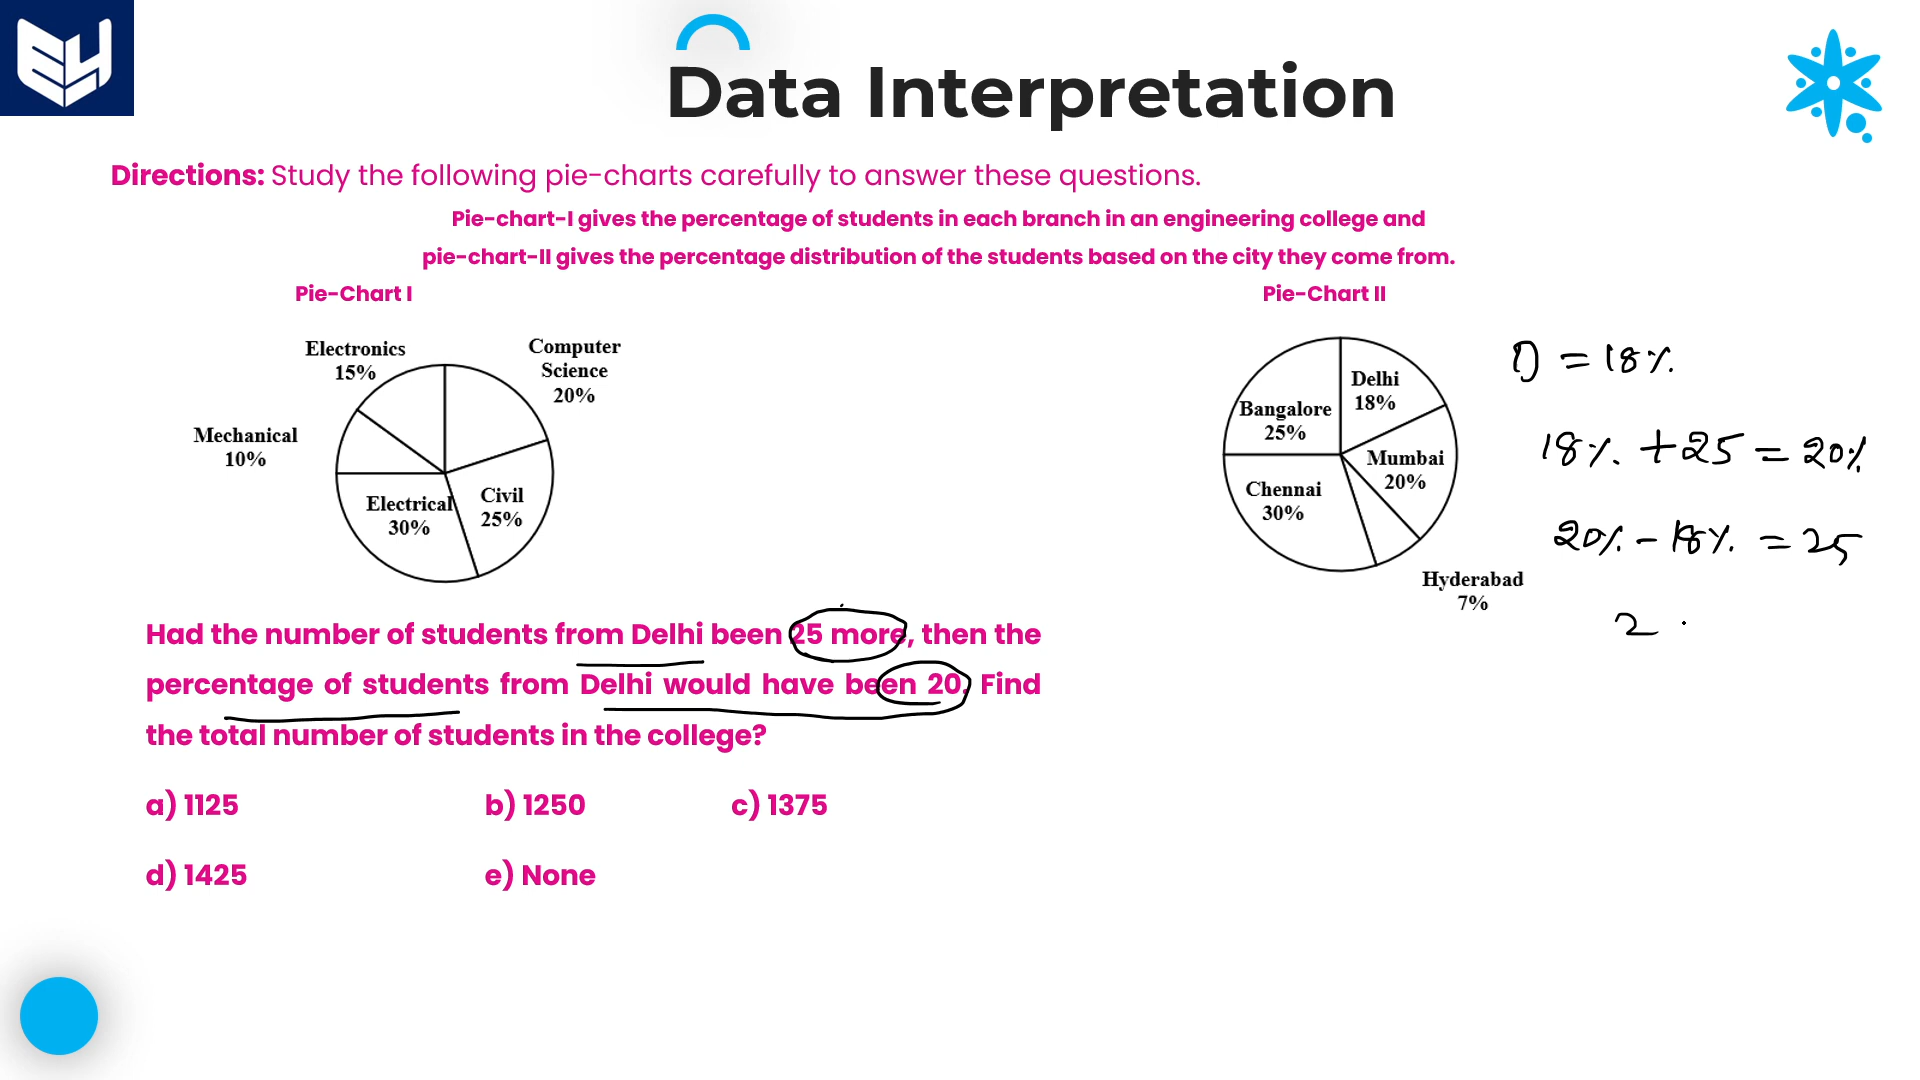 Data Interpretation
Directions: Study the following pie-charts carefully to answer these questions.
Pie-chart-I gives the percentage of students in each branch in an engineering college and
pie-chart-II gives the percentage distribution of the students based on the city they come from.
Pie-Chart I
Electronics
15%
Computer
Science
20%
Mechanical
10%
Electrical
30%
Civil
25%
Pie-Chart II
Delhi
18%
Bangalore
25%
Mumbai
20%
Chennai
30%
Hyderabad
7%
D = 18%.
18%. + 25 = 20%
20%. - 18%. = 25
2 .
Had the number of students from Delhi been 25 more, then the
percentage of students from Delhi would have been 20. Find
the total number of students in the college?
a) 1125
b) 1250
c) 1375
d) 1425
e) None